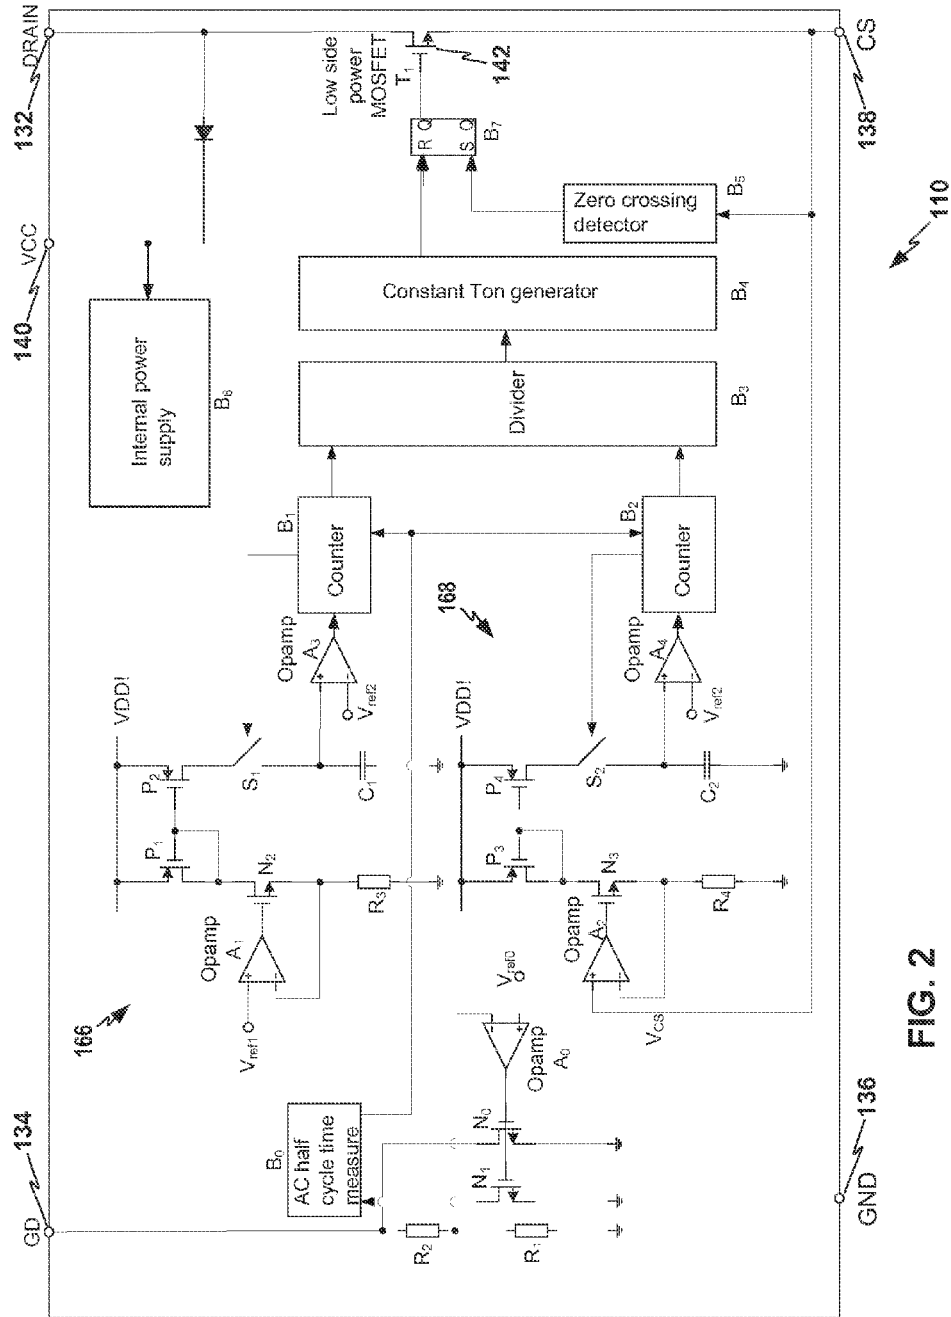 DRAIN
132
VCC
140
GD
134
CS
138
GND
136
110
Low side
power
MOSFET
T1
142
R Q
S Q
B7
Zero crossing
detector
B5
Constant Ton generator
B4
Divider
B3
Internal power
supply
B6
Counter
B1
Counter
B2
Opamp
A3
Vref2
Opamp
A4
Vref2
168
VDD!
P1
P2
S1
C1
N2
R3
Opamp
A1
Vref1
166
VDD!
P3
P4
S2
C2
N3
R4
Opamp
A2
VCS
Vref0
Opamp
A0
N0
N1
B0
AC half
cycle time
measure
R2
R1
FIG. 2